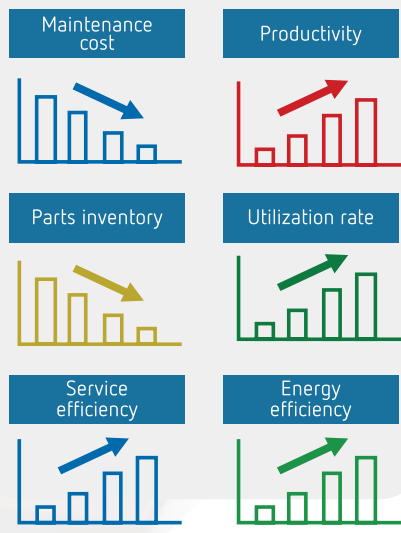 Maintenance
cost
Productivity
Parts inventory
Utilization rate
Service
efficiency
Energy
efficiency